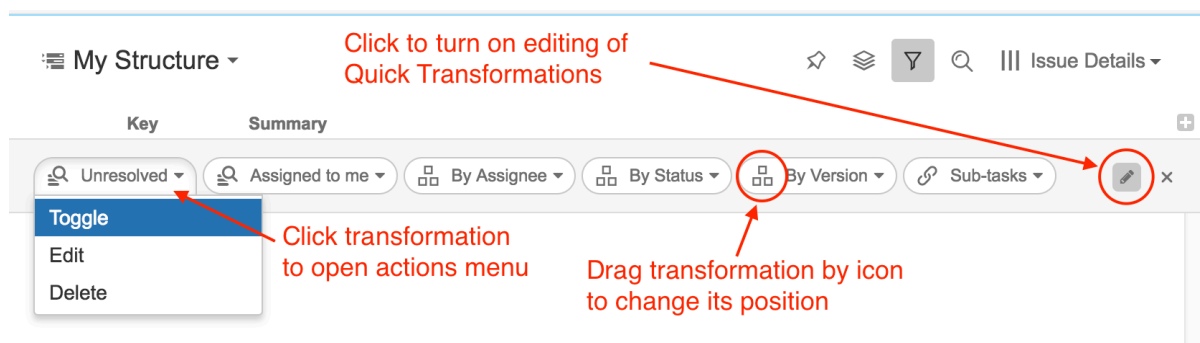 My Structure
Click to turn on editing of
Quick Transformations
Issue Details
Key Summary
Unresolved Assigned to me By Assignee By Status By Version Sub-tasks
Toggle
Edit
Delete
Click transformation
to open actions menu
Drag transformation by icon
to change its position